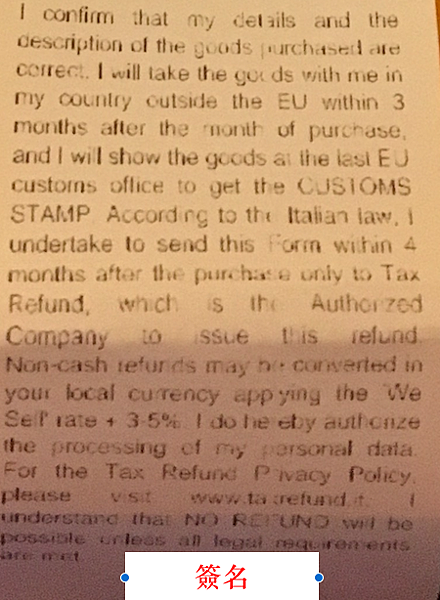 I confirm that my details and the
description of the goods purchased are
correct. I will take the goods with me in
my country outside the EU within 3
months after the month of purchase,
and I will show the goods at the last EU
customs office to get the CUSTOMS
STAMP. According to the Italian law, I
undertake to send this Form within 4
months after the purchase only to Tax
Refund, which is the Authorized
Company to issue this refund.
Non-cash refunds may be converted in
your local currency applying the "We
Sell" rate + 3-5%. I do hereby authorize
the processing of my personal data.
For the Tax Refund Privacy Policy,
please visit www.taxrefund.it. I
understand that NO REFUND will be
possible unless all legal requirements
are met.
簽名